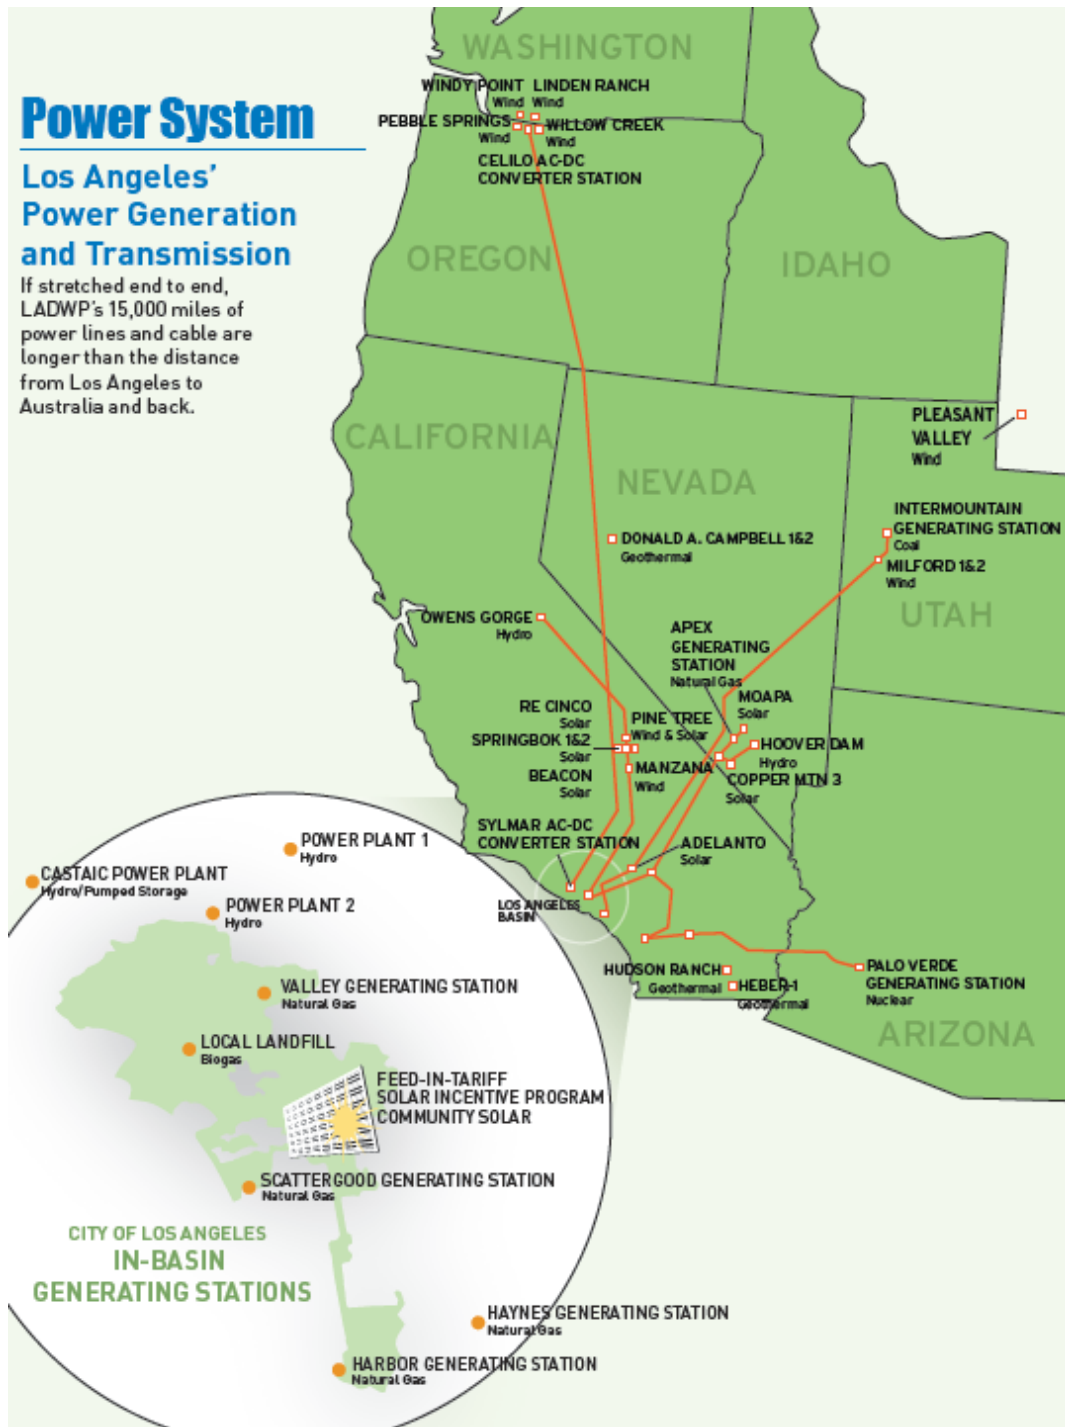 Power System
Los Angeles'
Power Generation
and Transmission
If stretched end to end,
LADWP's 15,000 miles of
power lines and cable are
longer than the distance
from Los Angeles to
Australia and back.
WASHINGTON
WINDY POINT
Wind
LINDEN RANCH
Wind
PEBBLE SPRINGS
Wind
WILLOW CREEK
Wind
CELILO AC-DC
CONVERTER STATION
OREGON
IDAHO
CALIFORNIA
NEVADA
PLEASANT
VALLEY
Wind
INTERMOUNTAIN
GENERATING STATION
Coal
MILFORD 1&2
Wind
UTAH
DONALD A. CAMPBELL 1&2
Geothermal
OWENS GORGE
Hydro
APEX
GENERATING
STATION
Natural Gas
MOAPA
Solar
RE CINCO
Solar
PINE TREE
Wind & Solar
SPRINGBOK 1&2
Solar
HOOVER DAM
Hydro
BEACON
Solar
MANZANA
Wind
COPPER MTN 3
Solar
SYLMAR AC-DC
CONVERTER STATION
ADELANTO
Solar
LOS ANGELES
BASIN
HUDSON RANCH
Geothermal
HEBER-1
Geothermal
PALO VERDE
GENERATING STATION
Nuclear
ARIZONA
POWER PLANT 1
Hydro
CASTAIC POWER PLANT
Hydro/Pumped Storage
POWER PLANT 2
Hydro
VALLEY GENERATING STATION
Natural Gas
LOCAL LANDFILL
Biogas
FEED-IN-TARIFF
SOLAR INCENTIVE PROGRAM
COMMUNITY SOLAR
SCATTERGOOD GENERATING STATION
Natural Gas
CITY OF LOS ANGELES
IN-BASIN
GENERATING STATIONS
HAYNES GENERATING STATION
Natural Gas
HARBOR GENERATING STATION
Natural Gas